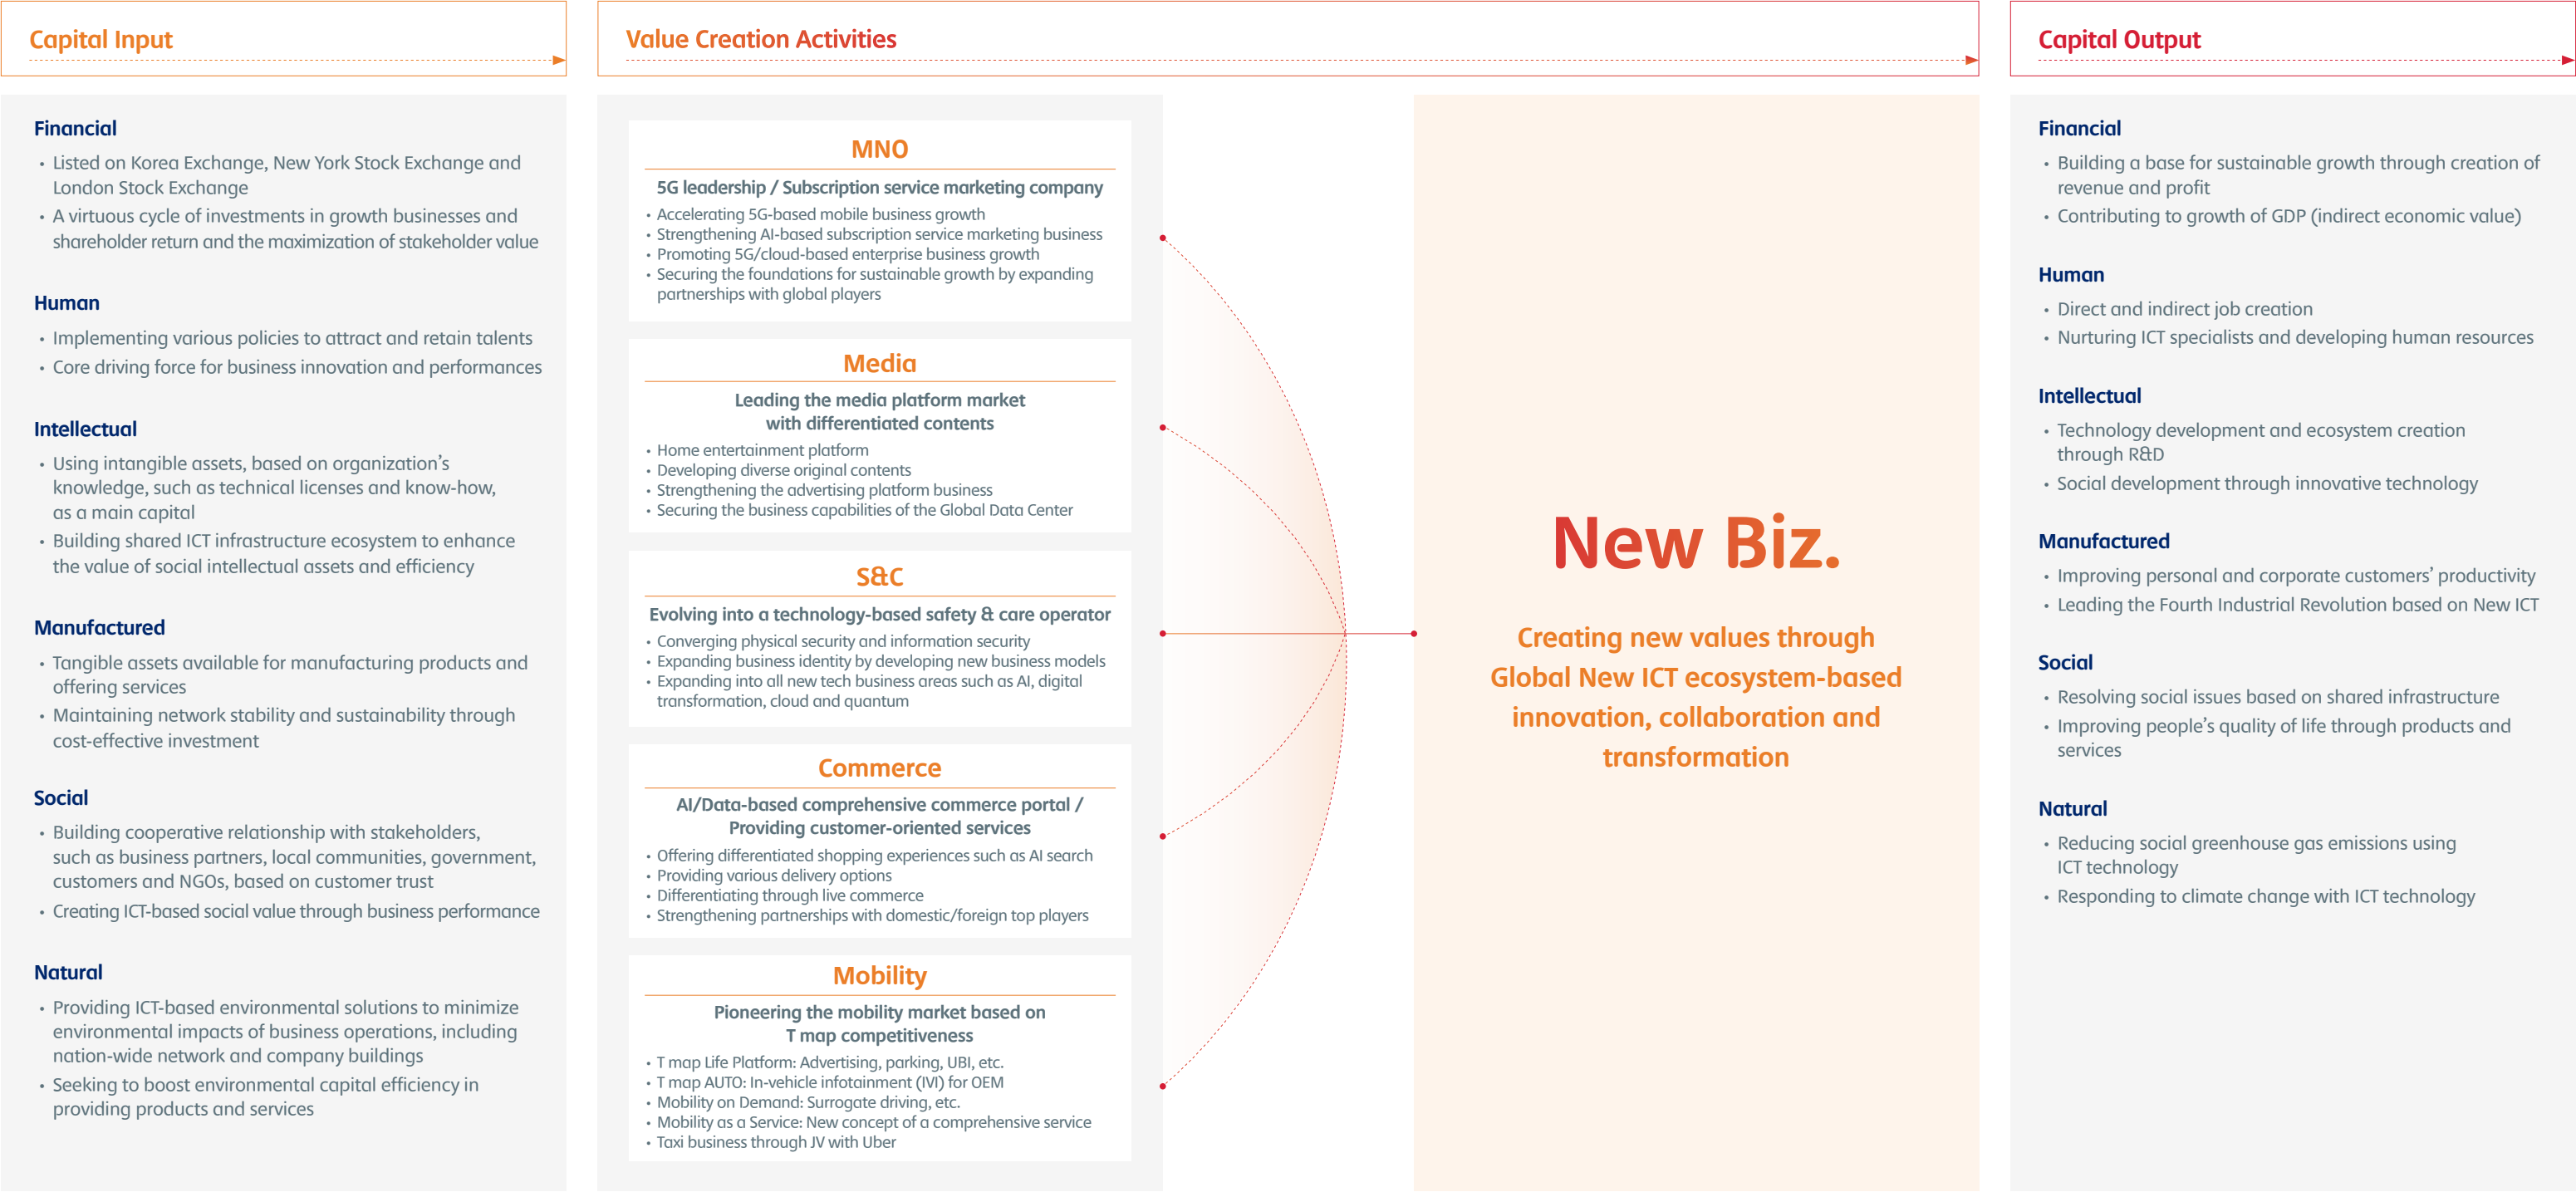 Capital Input
Financial
• Listed on Korea Exchange, New York Stock Exchange and
London Stock Exchange
• A virtuous cycle of investments in growth businesses and
shareholder return and the maximization of stakeholder value
Human
• Implementing various policies to attract and retain talents
• Core driving force for business innovation and performances
Intellectual
• Using intangible assets, based on organization’s
knowledge, such as technical licenses and know-how,
as a main capital
• Building shared ICT infrastructure ecosystem to enhance
the value of social intellectual assets and efficiency
Manufactured
• Tangible assets available for manufacturing products and
offering services
• Maintaining network stability and sustainability through
cost-effective investment
Social
• Building cooperative relationship with stakeholders,
such as business partners, local communities, government,
customers and NGOs, based on customer trust
• Creating ICT-based social value through business performance
Natural
• Providing ICT-based environmental solutions to minimize
environmental impacts of business operations, including
nation-wide network and company buildings
• Seeking to boost environmental capital efficiency in
providing products and services
Value Creation Activities
MNO
5G leadership / Subscription service marketing company
• Accelerating 5G-based mobile business growth
• Strengthening AI-based subscription service marketing business
• Promoting 5G/cloud-based enterprise business growth
• Securing the foundations for sustainable growth by expanding
partnerships with global players
Media
Leading the media platform market
with differentiated contents
• Home entertainment platform
• Developing diverse original contents
• Strengthening the advertising platform business
• Securing the business capabilities of the Global Data Center
S&C
Evolving into a technology-based safety & care operator
• Converging physical security and information security
• Expanding business identity by developing new business models
• Expanding into all new tech business areas such as AI, digital
transformation, cloud and quantum
Commerce
AI/Data-based comprehensive commerce portal /
Providing customer-oriented services
• Offering differentiated shopping experiences such as AI search
• Providing various delivery options
• Differentiating through live commerce
• Strengthening partnerships with domestic/foreign top players
Mobility
Pioneering the mobility market based on
T map competitiveness
• T map Life Platform: Advertising, parking, UBI, etc.
• T map AUTO: In-vehicle infotainment (IVI) for OEM
• Mobility on Demand: Surrogate driving, etc.
• Mobility as a Service: New concept of a comprehensive service
• Taxi business through JV with Uber
New Biz.
Creating new values through
Global New ICT ecosystem-based
innovation, collaboration and
transformation
Capital Output
Financial
• Building a base for sustainable growth through creation of
revenue and profit
• Contributing to growth of GDP (indirect economic value)
Human
• Direct and indirect job creation
• Nurturing ICT specialists and developing human resources
Intellectual
• Technology development and ecosystem creation
through R&D
• Social development through innovative technology
Manufactured
• Improving personal and corporate customers’ productivity
• Leading the Fourth Industrial Revolution based on New ICT
Social
• Resolving social issues based on shared infrastructure
• Improving people’s quality of life through products and
services
Natural
• Reducing social greenhouse gas emissions using
ICT technology
• Responding to climate change with ICT technology